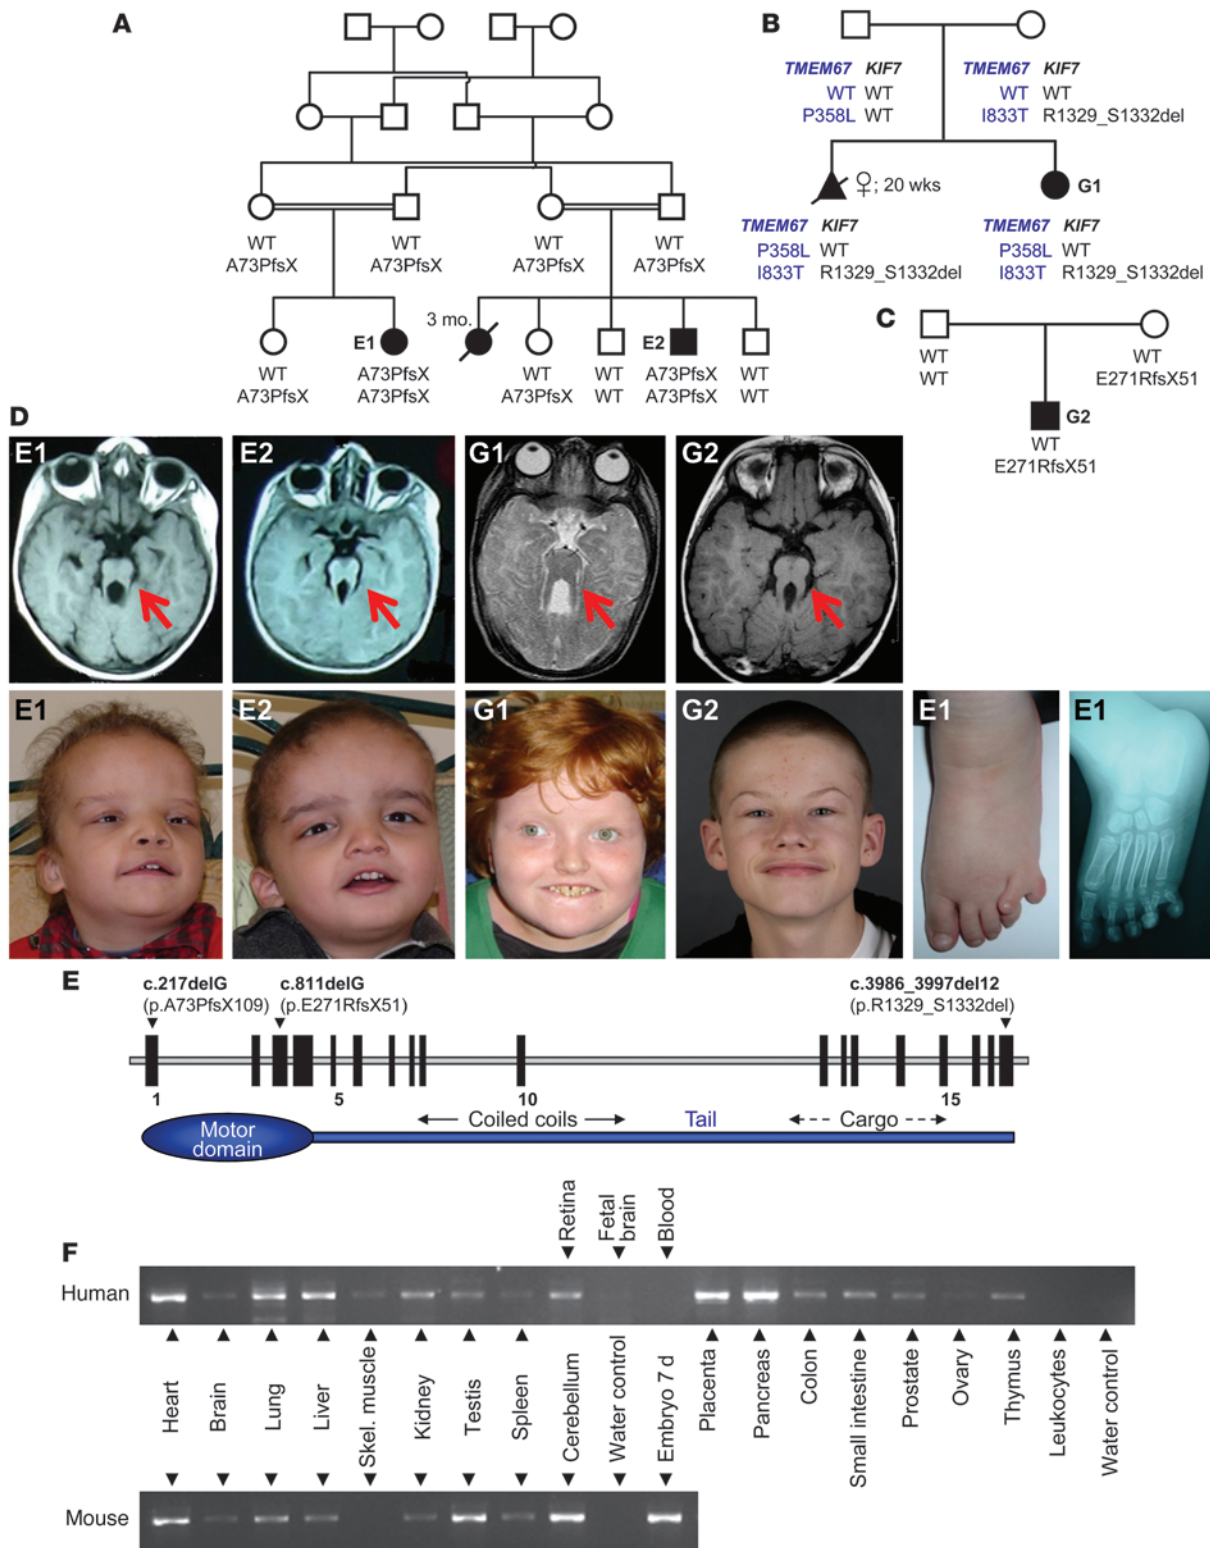 A
B
TMEM67 KIF7
WT WT
P358L WT
TMEM67 KIF7
WT WT
I833T R1329_S1332del
♀; 20 wks
G1
TMEM67 KIF7
P358L WT
I833T R1329_S1332del
TMEM67 KIF7
P358L WT
I833T R1329_S1332del
WT
A73PfsX
WT
A73PfsX
WT
A73PfsX
WT
A73PfsX
3 mo.
E1
E2
WT
A73PfsX
A73PfsX
A73PfsX
WT
A73PfsX
WT
WT
A73PfsX
A73PfsX
WT
WT
C
WT
WT
WT
E271RfsX51
G2
WT
E271RfsX51
D
E1
E2
G1
G2
E1
E2
G1
G2
E1
E1
E
c.217delG
(p.A73PfsX109)
c.811delG
(p.E271RfsX51)
c.3986_3997del12
(p.R1329_S1332del)
1
5
10
15
Motor
domain
Coiled coils
Tail
Cargo
F
Retina
Fetal
brain
Blood
Human
Heart
Brain
Lung
Liver
Skel. muscle
Kidney
Testis
Spleen
Cerebellum
Water control
Embryo 7 d
Placenta
Pancreas
Colon
Small intestine
Prostate
Ovary
Thymus
Leukocytes
Water control
Mouse